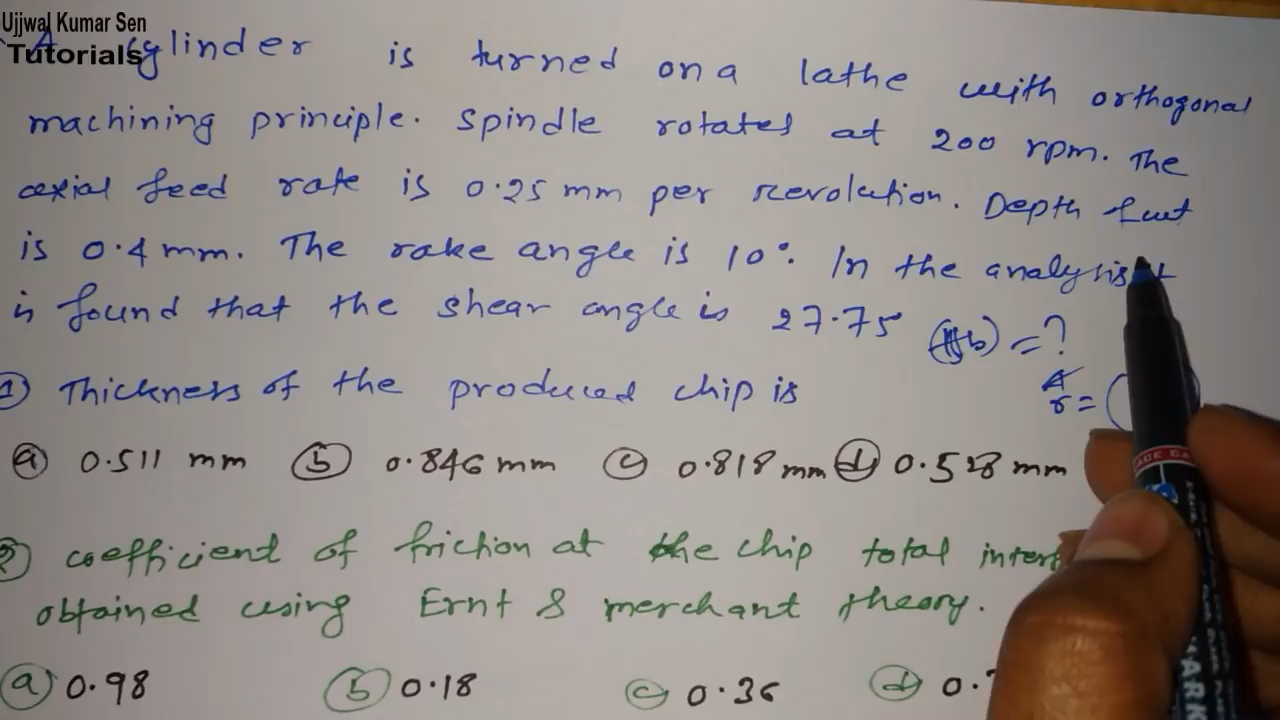 Ujjwal Kumar Sen
Tutorials
A cylinder is turned on a lathe with orthogonal
machining principle. Spindle rotates at 200 rpm. The
axial feed rate is 0.25 mm per revolution. Depth of cut
is 0.4 mm. The rake angle is 10°. In the analysis it
is found that the shear angle is 27.75°
= ?
r =
1) Thickness of the produced chip is
a) 0.511 mm b) 0.846 mm c) 0.818 mm d) 0.528 mm
2) coefficient of friction at the chip total
obtained using Ernt & merchant theory.
a) 0.98 b) 0.18 c) 0.36 d) 0.